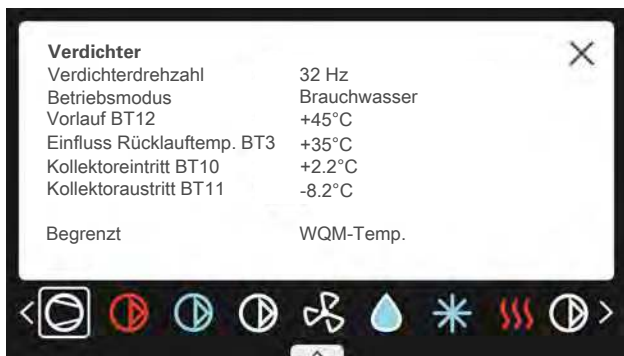 Verdichter
Verdichterdrehzahl 32 Hz
Betriebsmodus Brauchwasser
Vorlauf BT12 +45°C
Einfluss Rücklauftemp. BT3 +35°C
Kollektoreintritt BT10 +2.2°C
Kollektoraustritt BT11 -8.2°C
Begrenzt WQM-Temp.